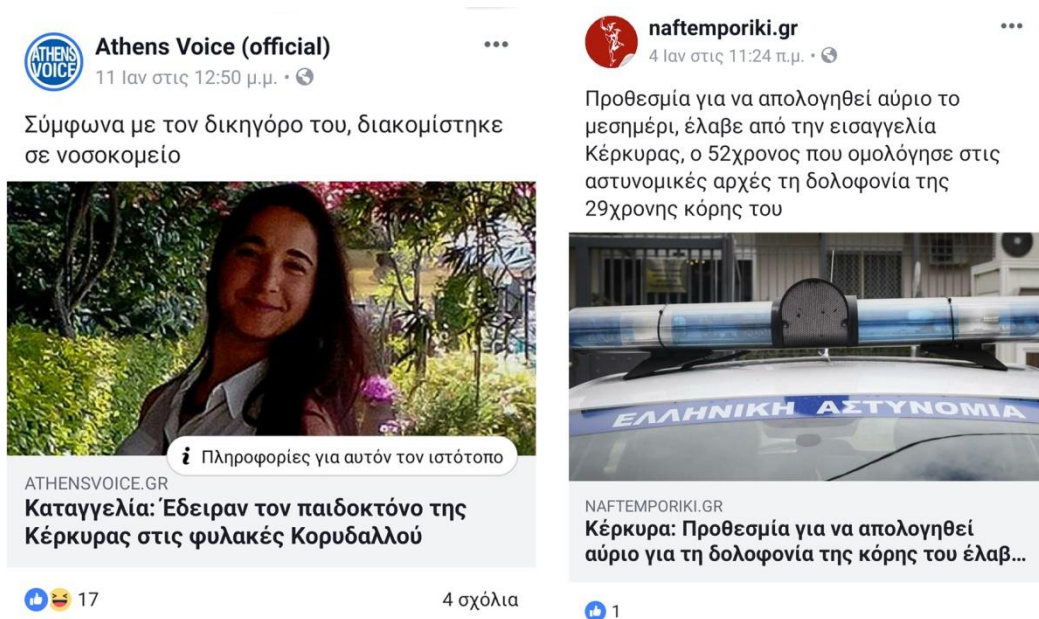 ATHENS
VOICE
Athens Voice (official)
11 Ιαν στις 12:50 μ.μ.
Σύμφωνα με τον δικηγόρο του, διακομίστηκε
σε νοσοκομείο
Πληροφορίες για αυτόν τον ιστότοπο
ATHENSVOICE.GR
Καταγγελία: Έδειραν τον παιδοκτόνο της
Κέρκυρας στις φυλακές Κορυδαλλού
17
4 σχόλια
naftemporiki.gr
4 Ιαν στις 11:24 π.μ.
Προθεσμία για να απολογηθεί αύριο το
μεσημέρι, έλαβε από την εισαγγελία
Κέρκυρας, ο 52χρονος που ομολόγησε στις
αστυνομικές αρχές τη δολοφονία της
29χρονης κόρης του
ΕΛΛΗΝΙΚΗ ΑΣΤΥΝΟΜΙΑ
NAFTEMPORIKI.GR
Κέρκυρα: Προθεσμία για να απολογηθεί
αύριο για τη δολοφονία της κόρης του έλαβ...
1